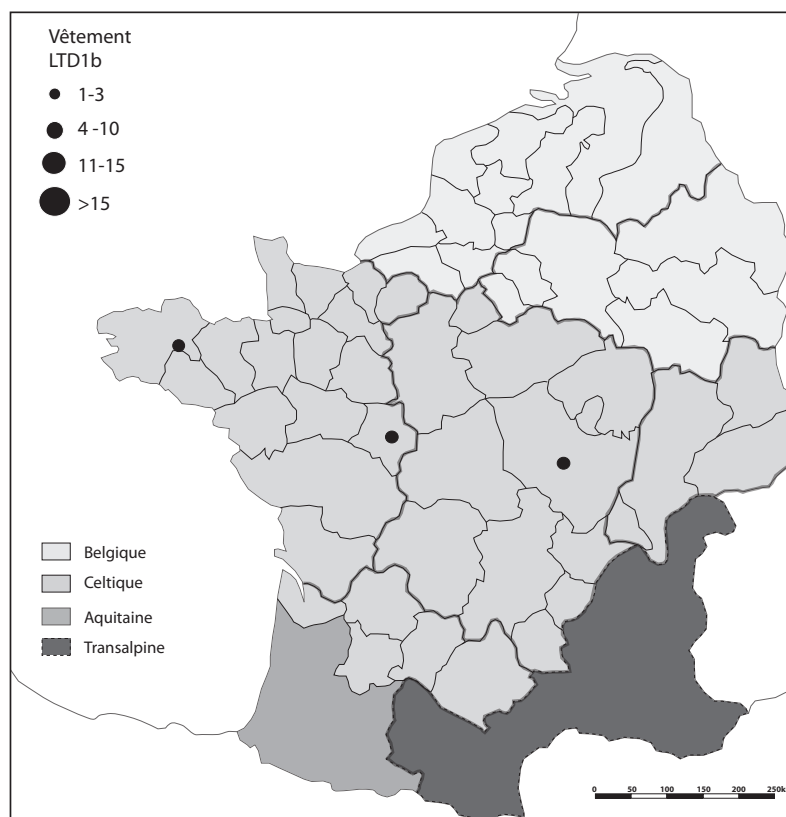 Vêtement
LTD1b
1-3
4 -10
11-15
>15
Belgique
Celtique
Aquitaine
Transalpine
0 50 100 150 200 250k